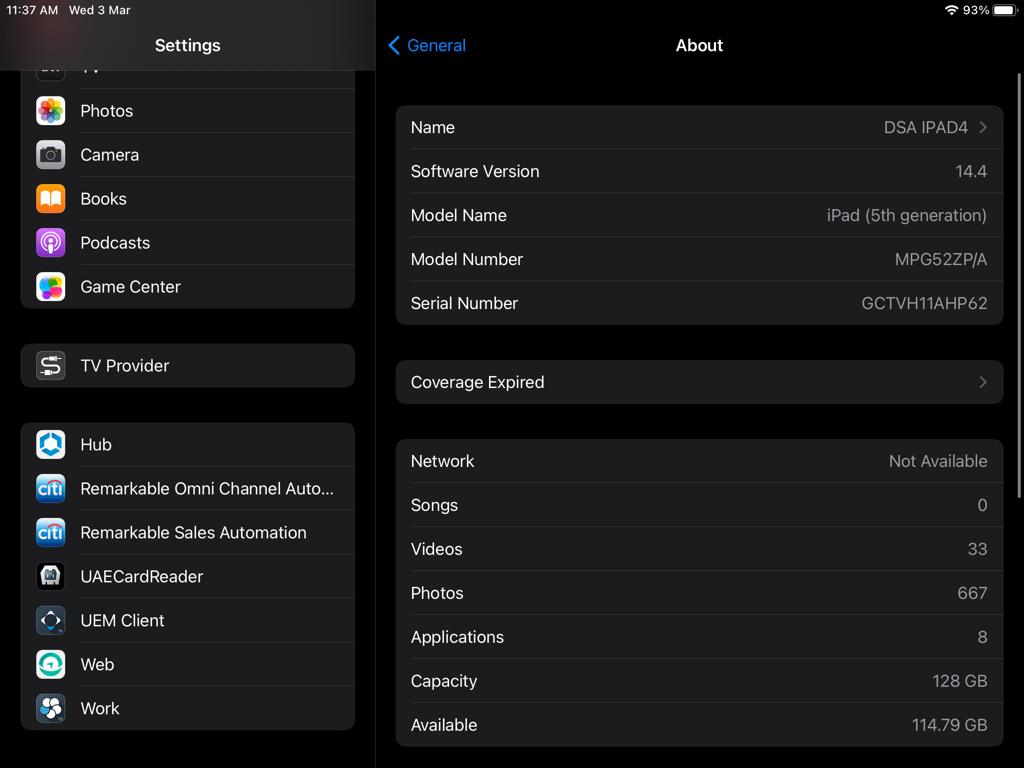 11:37 AM Wed 3 Mar
93%
Settings
Photos
Camera
Books
Podcasts
Game Center
TV Provider
Hub
citi
Remarkable Omni Channel Auto...
citi
Remarkable Sales Automation
UAECardReader
UEM Client
Web
Work
General
About
Name DSA IPAD4
Software Version 14.4
Model Name iPad (5th generation)
Model Number MPG52ZP/A
Serial Number GCTVH11AHP62
Coverage Expired
Network Not Available
Songs 0
Videos 33
Photos 667
Applications 8
Capacity 128 GB
Available 114.79 GB